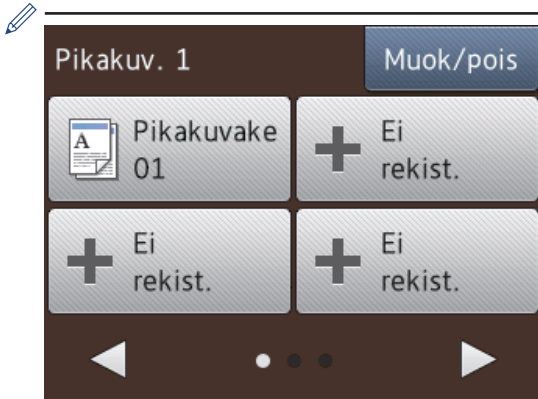 Pikakuv. 1
Muok/pois
Pikakuvake
01
Ei
rekist.
Ei
rekist.
Ei
rekist.